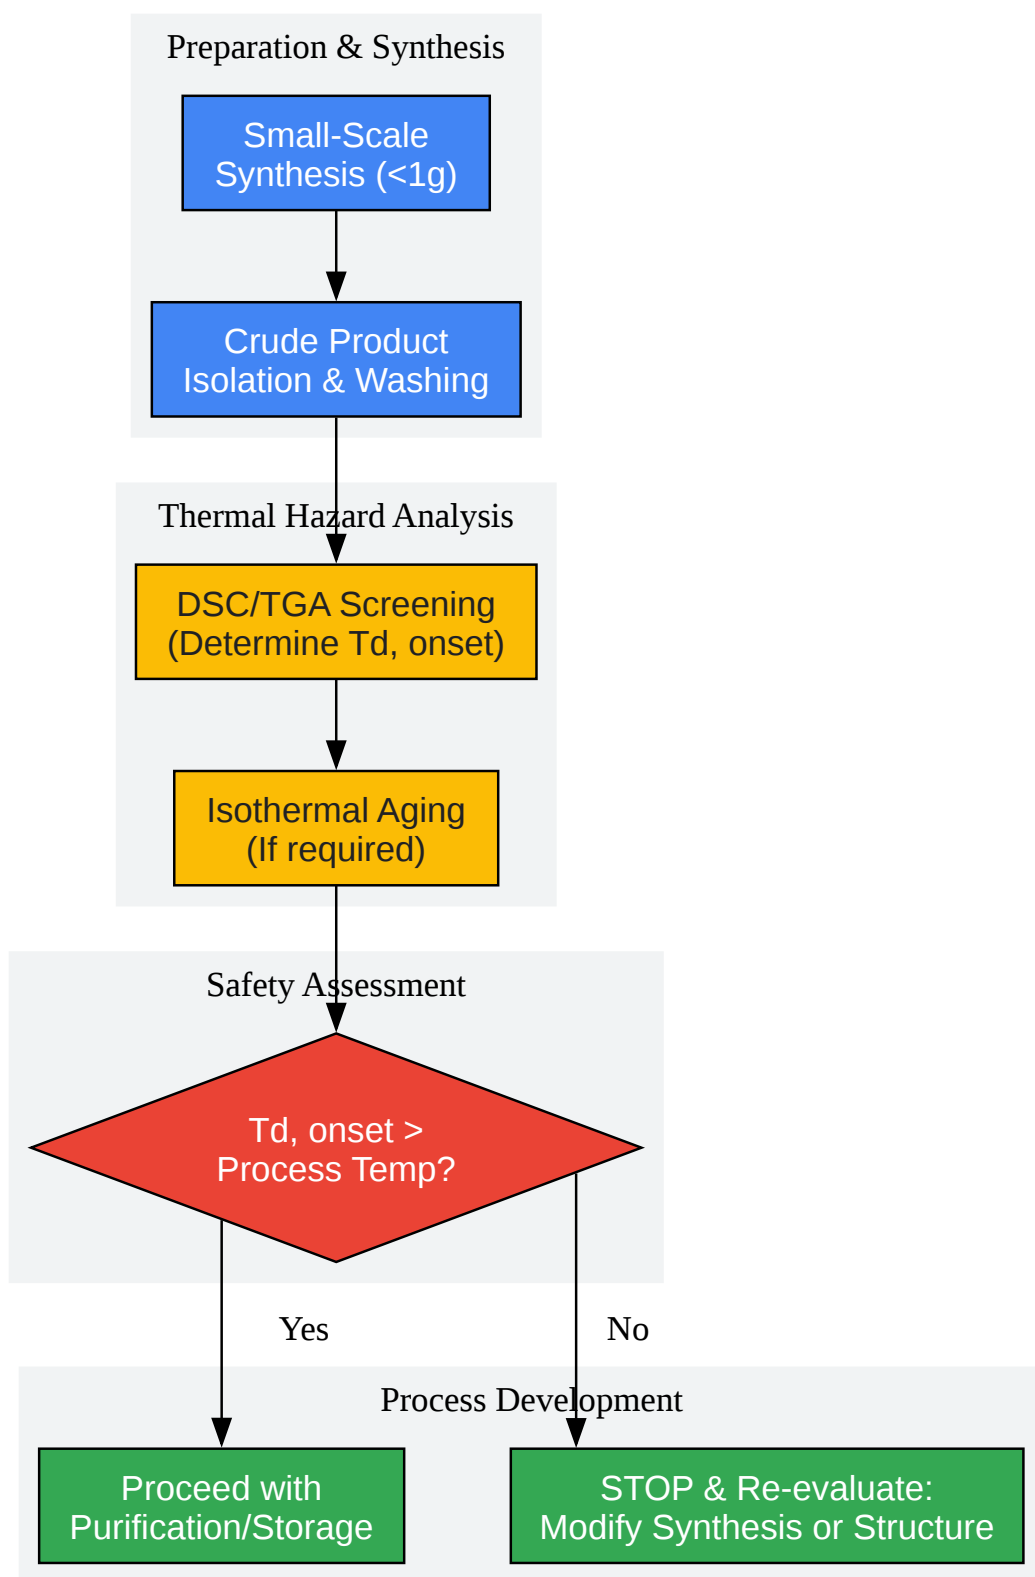 Preparation & Synthesis
Small-Scale
Synthesis (<1g)
Crude Product
Isolation & Washing
Thermal Hazard Analysis
DSC/TGA Screening
(Determine Td, onset)
Isothermal Aging
(If required)
Safety Assessment
Td, onset >
Process Temp?
Yes
No
Process Development
Proceed with
Purification/Storage
STOP & Re-evaluate:
Modify Synthesis or Structure